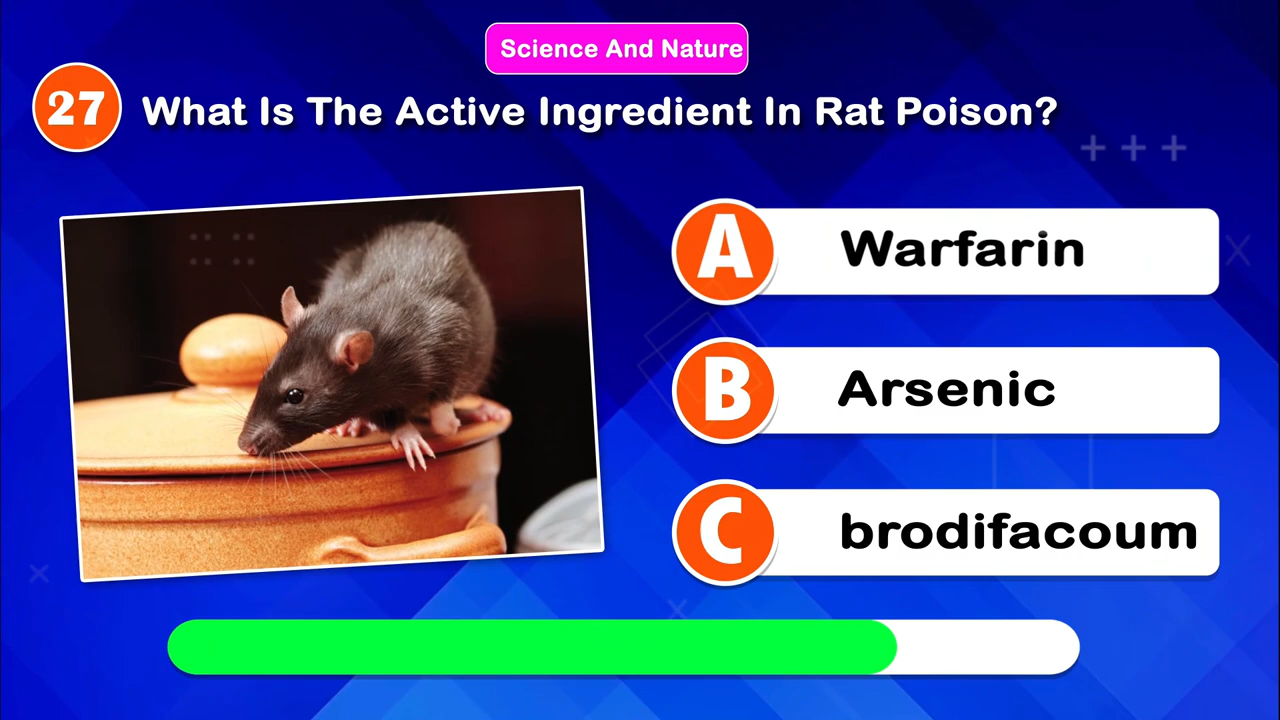 Science And Nature
27 What Is The Active Ingredient In Rat Poison?
A Warfarin
B Arsenic
C brodifacoum